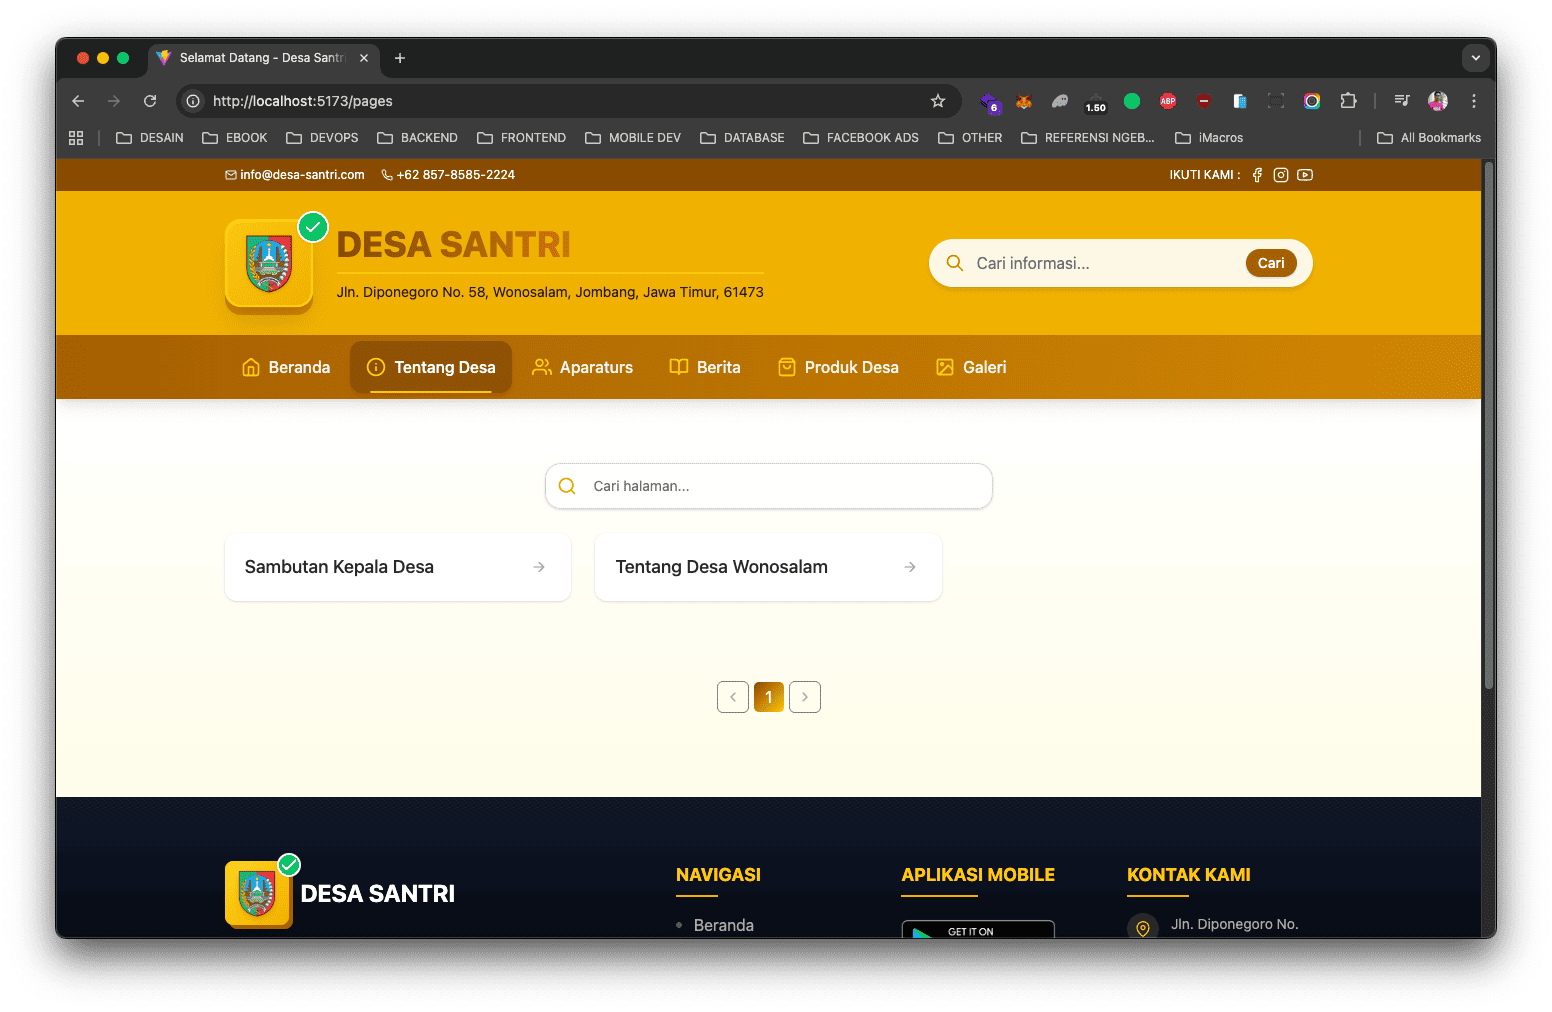 Selamat Datang - Desa Santri
http://localhost:5173/pages
6
1.50
ABP
DESAIN
EBOOK
DEVOPS
BACKEND
FRONTEND
MOBILE DEV
DATABASE
FACEBOOK ADS
OTHER
REFERENSI NGEB...
iMacros
All Bookmarks
info@desa-santri.com
+62 857-8585-2224
IKUTI KAMI :
DESA SANTRI
Jln. Diponegoro No. 58, Wonosalam, Jombang, Jawa Timur, 61473
Cari informasi...
Cari
Beranda
Tentang Desa
Aparaturs
Berita
Produk Desa
Galeri
Cari halaman...
Sambutan Kepala Desa
Tentang Desa Wonosalam
1
DESA SANTRI
NAVIGASI
Beranda
APLIKASI MOBILE
GET IT ON
KONTAK KAMI
Jln. Diponegoro No.